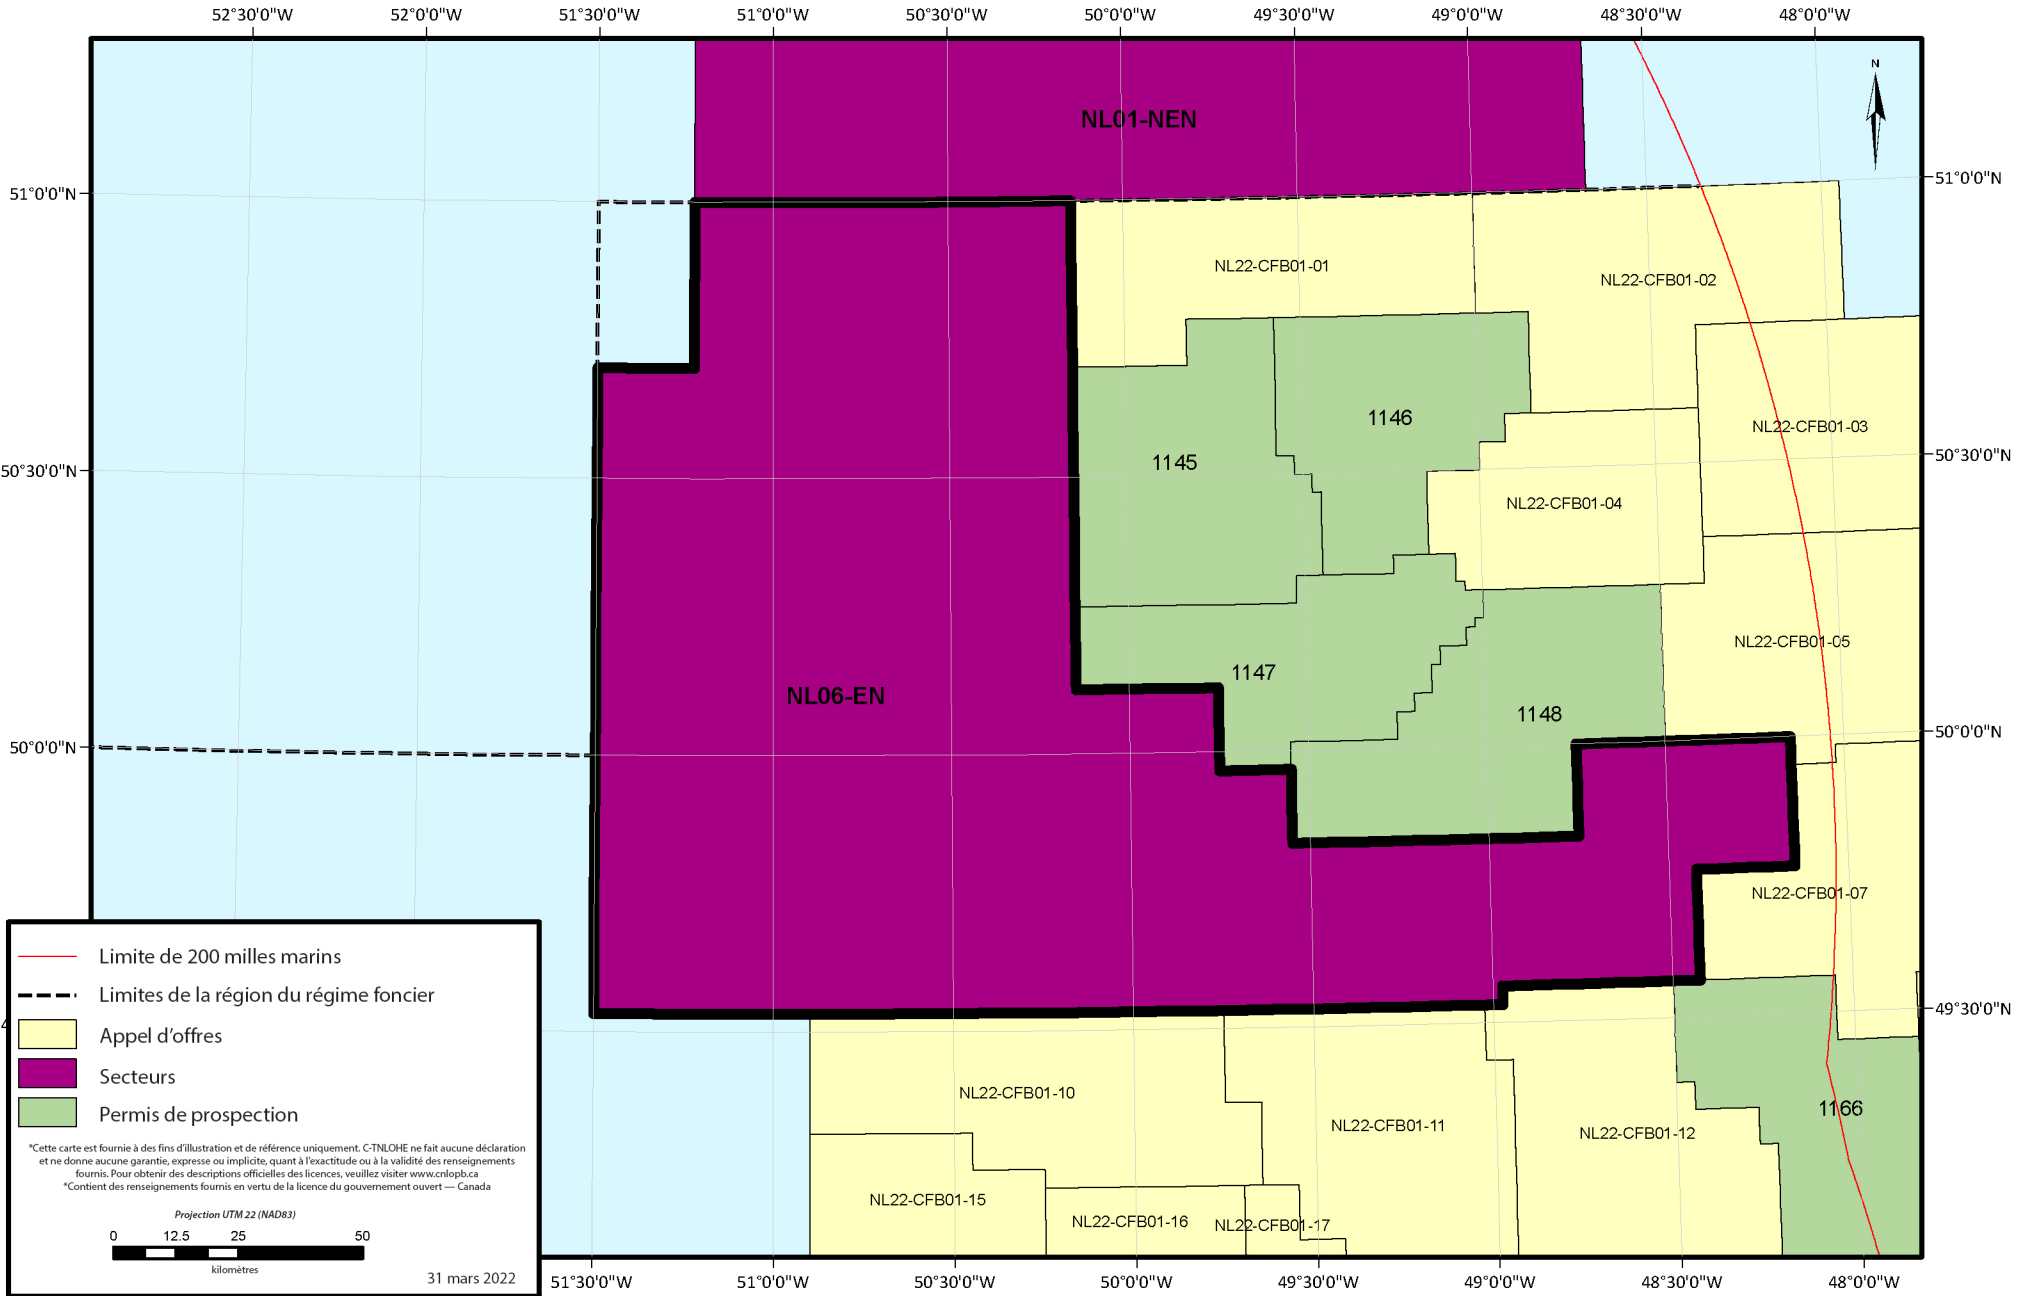 52°30'0"W
52°0'0"W
51°30'0"W
51°0'0"W
50°30'0"W
50°0'0"W
49°30'0"W
49°0'0"W
48°30'0"W
48°0'0"W
N
NL01-NEN
51°0'0"N
51°0'0"N
NL22-CFB01-01
NL22-CFB01-02
1146
NL22-CFB01-03
1145
50°30'0"N
50°30'0"N
NL22-CFB01-04
NL22-CFB01-05
1147
NL06-EN
1148
50°0'0"N
50°0'0"N
NL22-CFB01-07
49°30'0"N
4
Limite de 200 milles marins
Limites de la région du régime foncier
Appel d'offres
Secteurs
Permis de prospection
*Cette carte est fournie à des fins d'illustration et de référence uniquement. C-TNLOHE ne fait aucune déclaration
et ne donne aucune garantie, expresse ou implicite, quant à l'exactitude ou à la validité des renseignements
fournis. Pour obtenir des descriptions officielles des licences, veuillez visiter www.cnlopb.ca
*Contient des renseignements fournis en vertu de la licence du gouvernement ouvert — Canada
Projection UTM 22 (NAD83)
0 12.5 25 50
kilomètres
31 mars 2022
NL22-CFB01-10
NL22-CFB01-11
NL22-CFB01-12
1166
NL22-CFB01-15
NL22-CFB01-16
NL22-CFB01-17
51°30'0"W
51°0'0"W
50°30'0"W
50°0'0"W
49°30'0"W
49°0'0"W
48°30'0"W
48°0'0"W